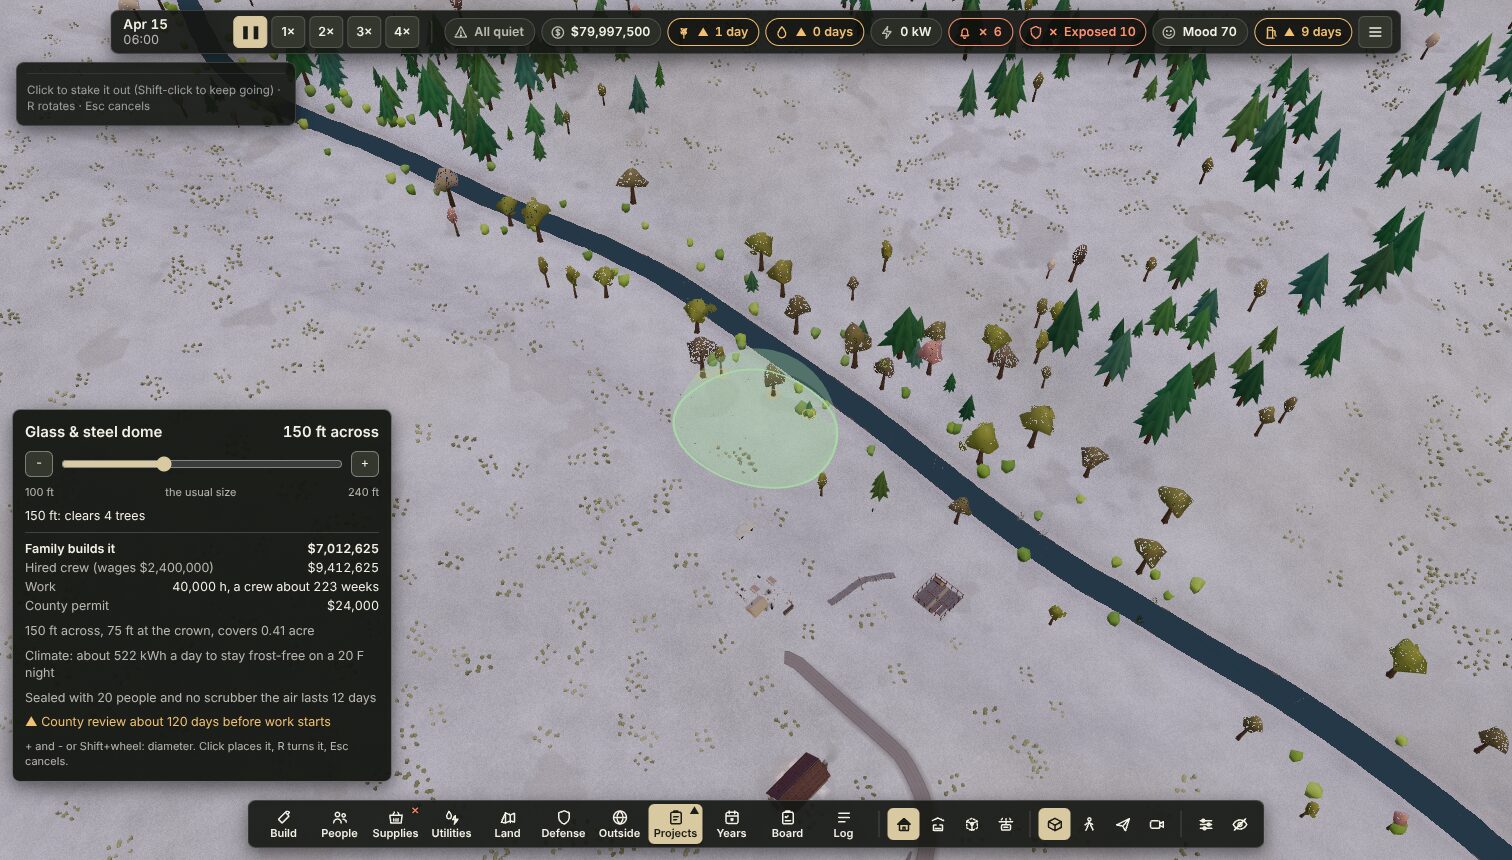 Apr 15
06:00
1×
2×
3×
4×
All quiet
$79,997,500
1 day
0 days
0 kW
× 6
× Exposed 10
Mood 70
9 days
Click to stake it out (Shift-click to keep going) ·
R rotates · Esc cancels
Glass & steel dome
150 ft across
-
+
100 ft
the usual size
240 ft
150 ft: clears 4 trees
Family builds it
$7,012,625
Hired crew (wages $2,400,000)
$9,412,625
Work
40,000 h, a crew about 223 weeks
County permit
$24,000
150 ft across, 75 ft at the crown, covers 0.41 acre
Climate: about 522 kWh a day to stay frost-free on a 20 F
night
Sealed with 20 people and no scrubber the air lasts 12 days
County review about 120 days before work starts
+ and - or Shift+wheel: diameter. Click places it, R turns it, Esc
cancels.
Build
People
Supplies
Utilities
Land
Defense
Outside
Projects
Years
Board
Log